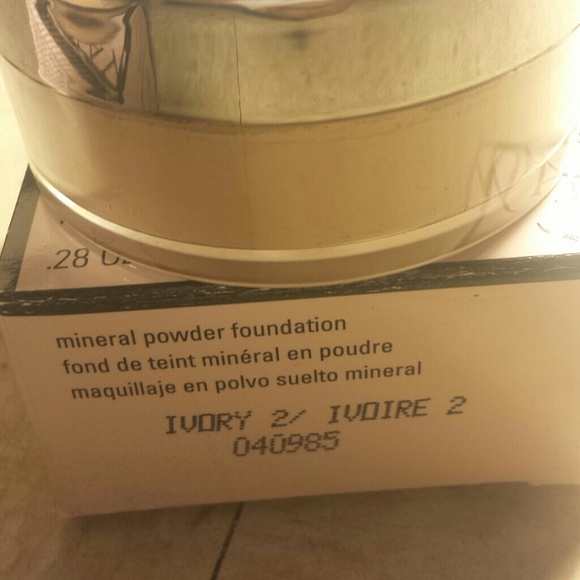 .28 OZ
mineral powder foundation
fond de teint minéral en poudre
maquillaje en polvo suelto mineral
IVORY 2/ IVOIRE 2
040985